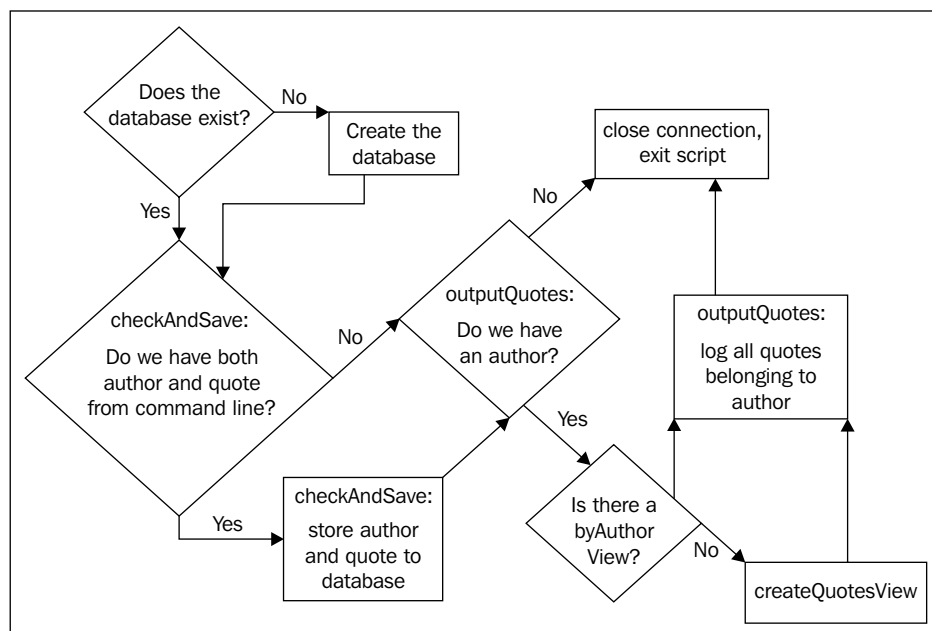 Does the
database exist?
No
Create the
database
Yes
checkAndSave:
Do we have both
author and quote
from command line?
No
Yes
checkAndSave:
store author
and quote to
database
outputQuotes:
Do we have
an author?
No
close connection,
exit script
Yes
Is there a
byAuthor
View?
No
createQuotesView
outputQuotes:
log all quotes
belonging to
author